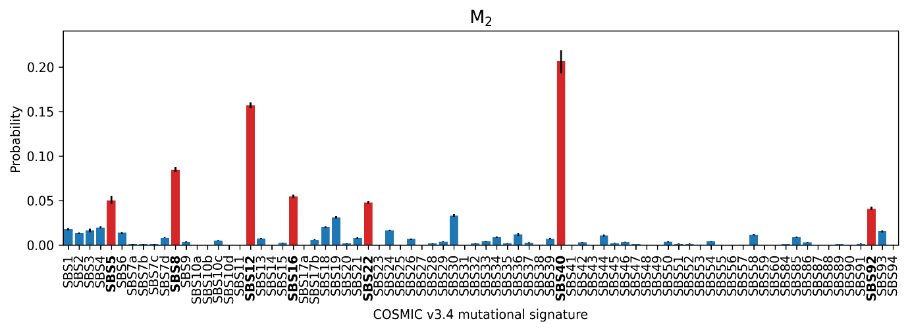 M₂
Probability
0.20
0.15
0.10
0.05
0.00
SBS1
SBS2
SBS3
SBS4
SBS5
SBS6
SBS7a
SBS7b
SBS7c
SBS7d
SBS8
SBS9
SBS10a
SBS10b
SBS10c
SBS10d
SBS11
SBS12
SBS13
SBS14
SBS15
SBS16
SBS17a
SBS17b
SBS18
SBS19
SBS20
SBS21
SBS22
SBS23
SBS24
SBS25
SBS26
SBS27
SBS28
SBS29
SBS30
SBS31
SBS32
SBS33
SBS34
SBS35
SBS36
SBS37
SBS38
SBS39
SBS40
SBS41
SBS42
SBS43
SBS44
SBS45
SBS46
SBS47
SBS48
SBS49
SBS50
SBS51
SBS52
SBS53
SBS54
SBS55
SBS56
SBS57
SBS58
SBS59
SBS60
SBS84
SBS85
SBS86
SBS87
SBS88
SBS89
SBS90
SBS91
SBS92
SBS93
SBS94
COSMIC v3.4 mutational signature